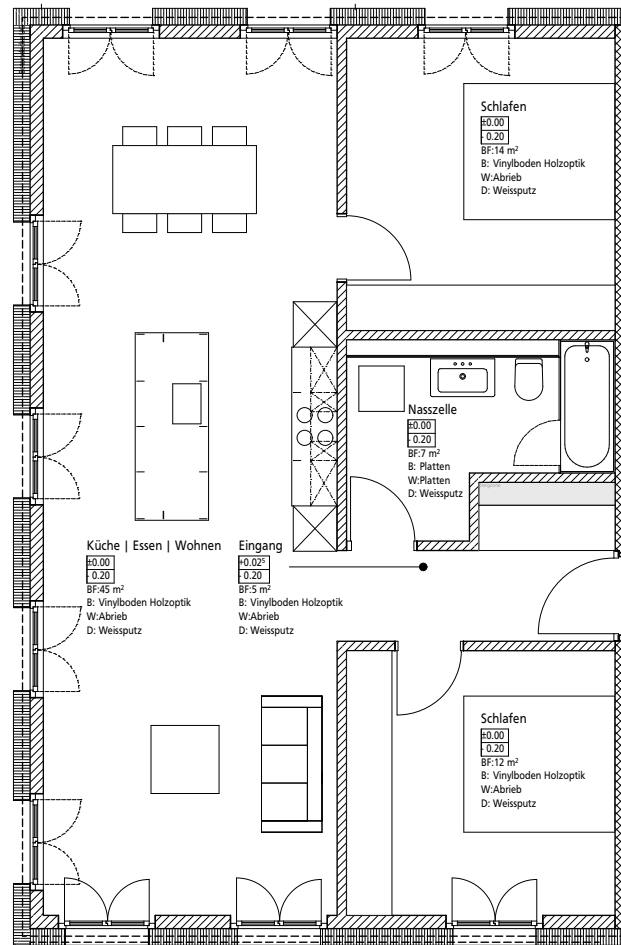 Schlafen
±0.00
- 0.20
BF:14 m²
B: Vinylboden Holzoptik
W:Abrieb
D: Weissputz
Nasszelle
±0.00
- 0.20
BF:7 m²
B: Platten
W:Platten
D: Weissputz
Küche | Essen | Wohnen
±0.00
- 0.20
BF:45 m²
B: Vinylboden Holzoptik
W:Abrieb
D: Weissputz
Eingang
+0.02⁵
- 0.20
BF:5 m²
B: Vinylboden Holzoptik
W:Abrieb
D: Weissputz
Schlafen
±0.00
- 0.20
BF:12 m²
B: Vinylboden Holzoptik
W:Abrieb
D: Weissputz